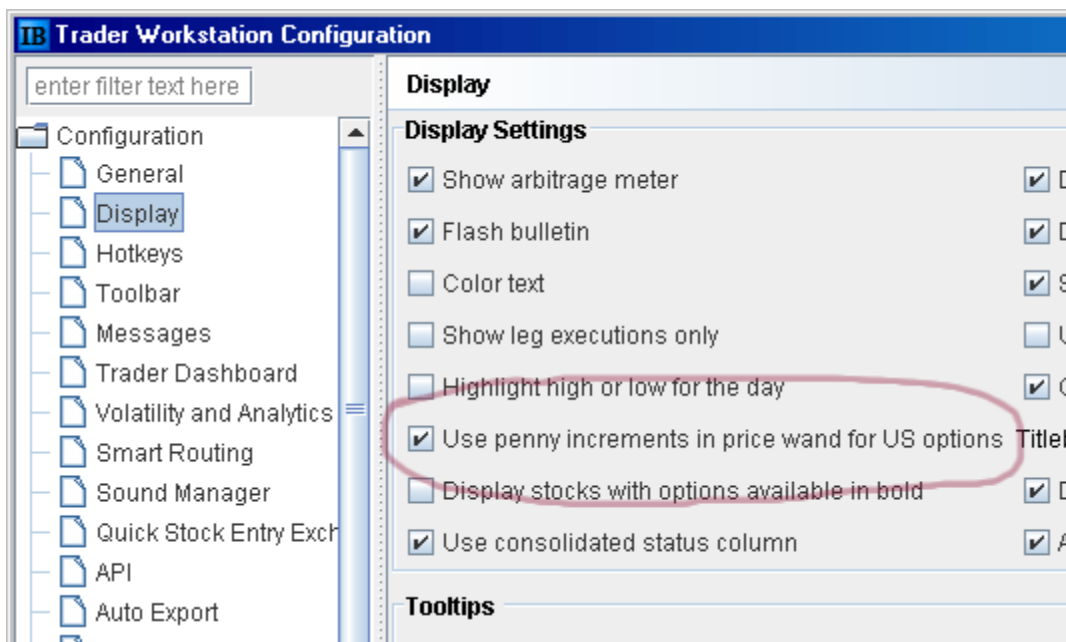 IB Trader Workstation Configuration
enter filter text here
Configuration
General
Display
Hotkeys
Toolbar
Messages
Trader Dashboard
Volatility and Analytics
Smart Routing
Sound Manager
Quick Stock Entry Exch
API
Auto Export
Display
Display Settings
Show arbitrage meter
Flash bulletin
Color text
Show leg executions only
Highlight high or low for the day
Use penny increments in price wand for US options
Display stocks with options available in bold
Use consolidated status column
Tooltips